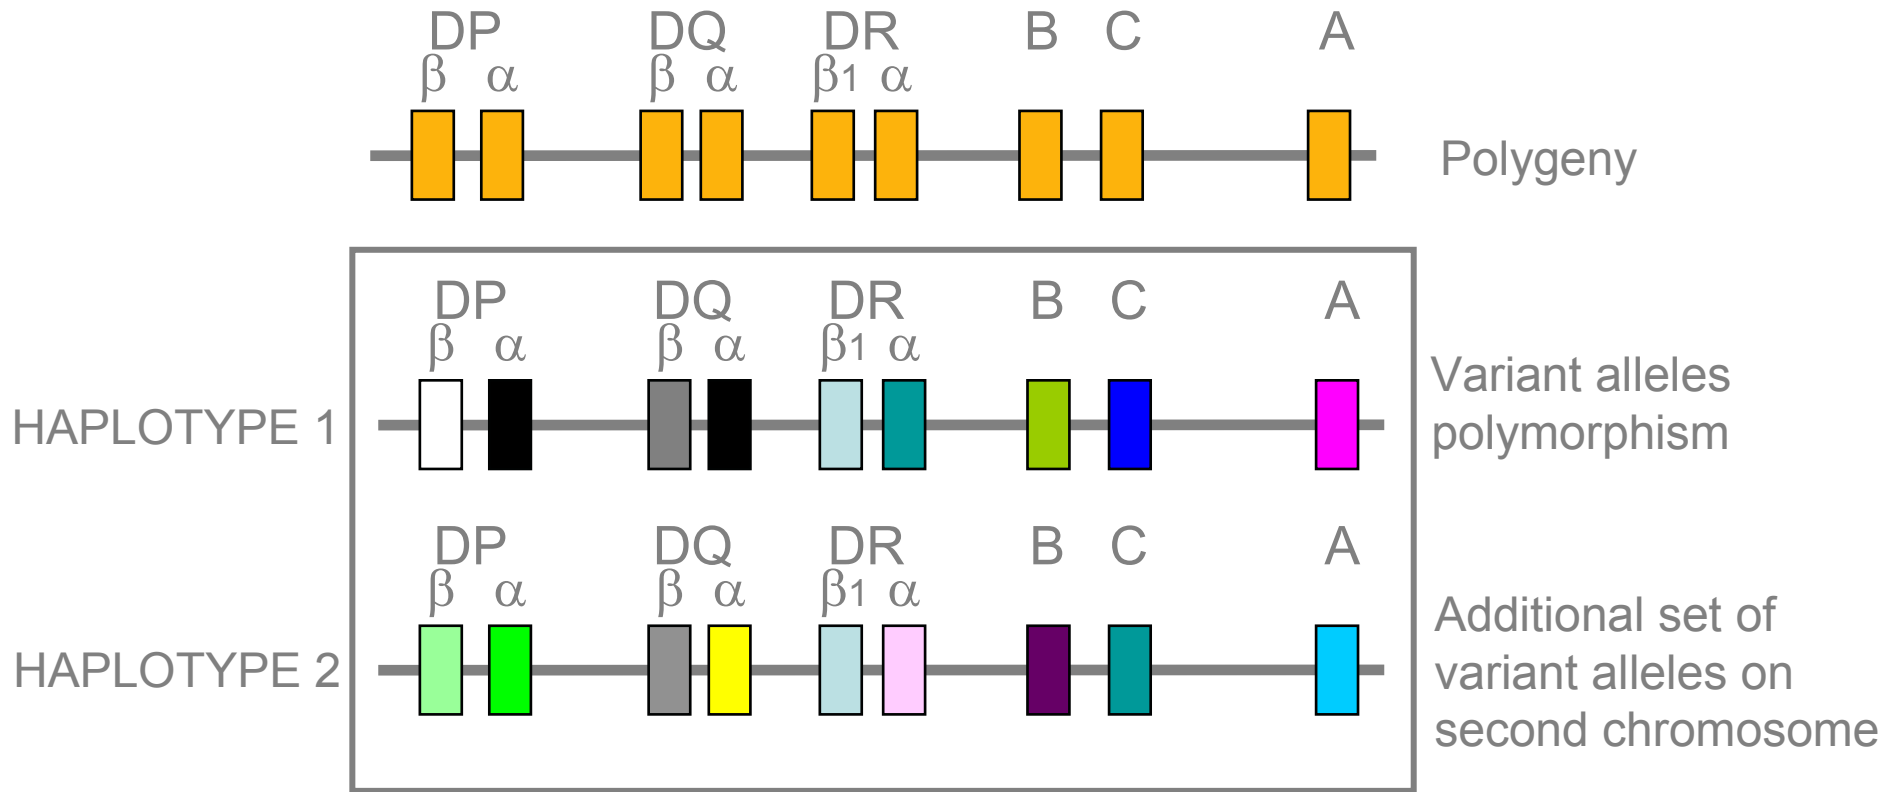 DP DQ DR B C A
β α β α β1 α
Polygeny
DP DQ DR B C A
β α β α β1 α
HAPLOTYPE 1
Variant alleles
polymorphism
DP DQ DR B C A
β α β α β1 α
HAPLOTYPE 2
Additional set of
variant alleles on
second chromosome